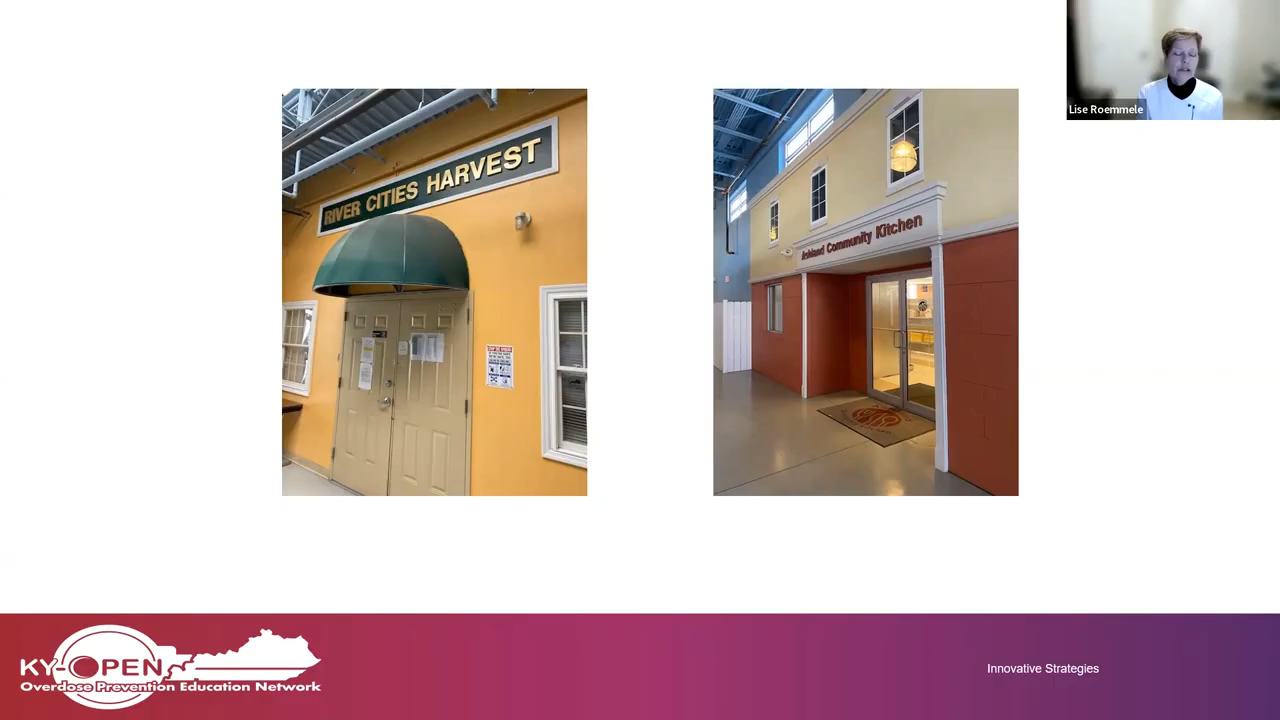 Lise Roemmele
RIVER CITIES HARVEST
Ashland Community Kitchen
KY-OPEN
Overdose Prevention Education Network
Innovative Strategies